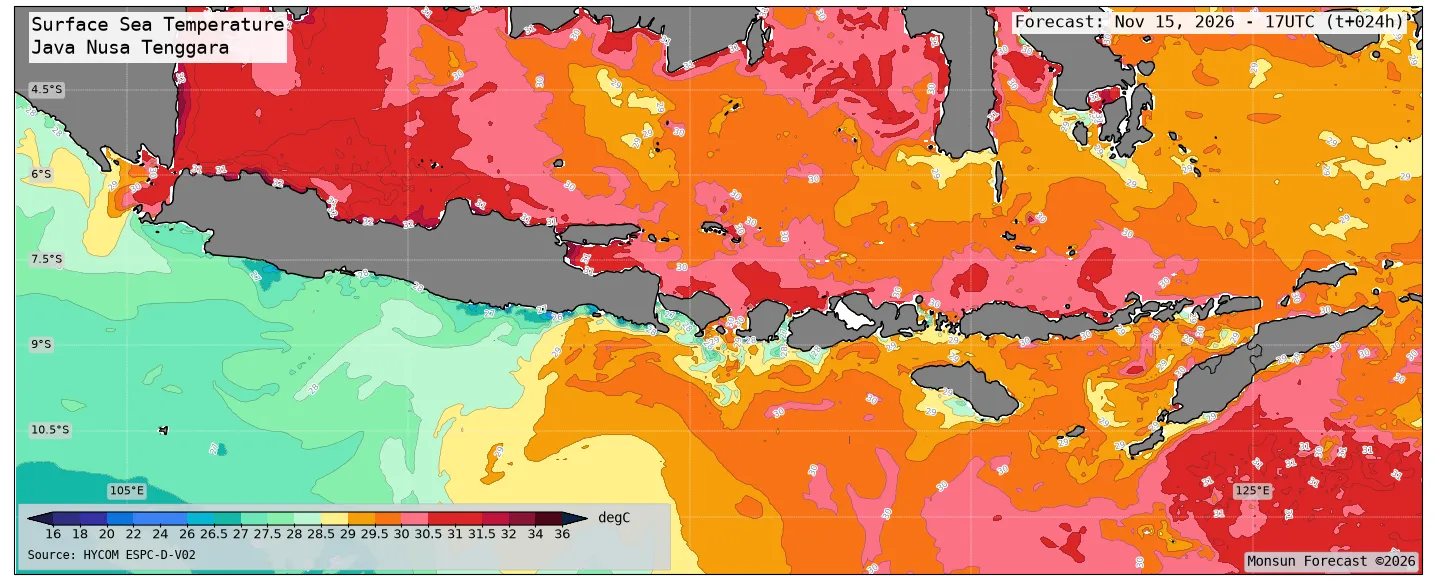 Surface Sea Temperature
Java Nusa Tenggara
Forecast: Nov 15, 2026 - 17UTC (t+024h)
4.5°S
6°S
7.5°S
9°S
10.5°S
105°E
125°E
degC
16 18 20 22 26 26.5 27 27.5 28 28.5 29 29.5 30 30.5 31 31.5 32 34 36
Source: HYCOM ESPC-D-V02
Monsun Forecast ©2026